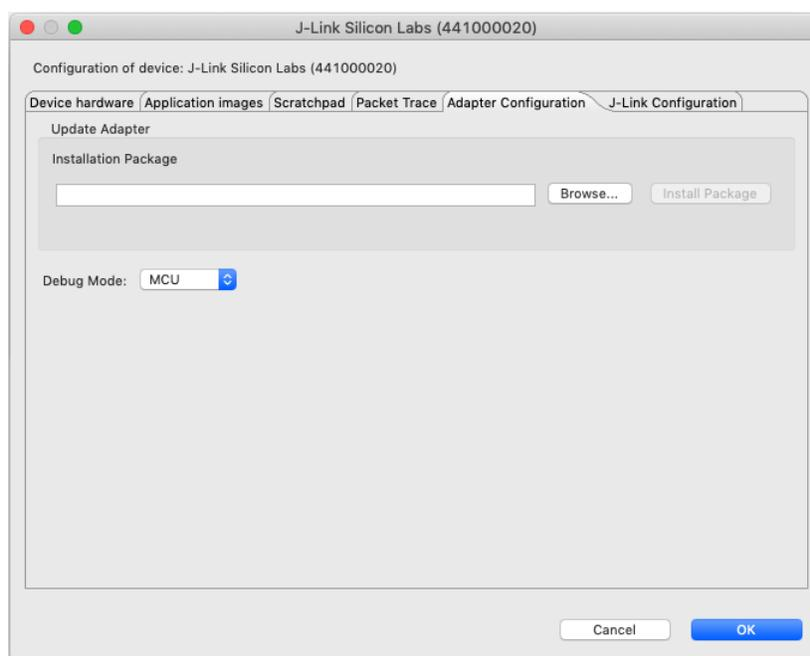 J-Link Silicon Labs (441000020)
Configuration of device: J-Link Silicon Labs (441000020)
Device hardware Application images Scratchpad Packet Trace Adapter Configuration J-Link Configuration
Update Adapter
Installation Package
Browse... Install Package
Debug Mode: MCU
Cancel OK